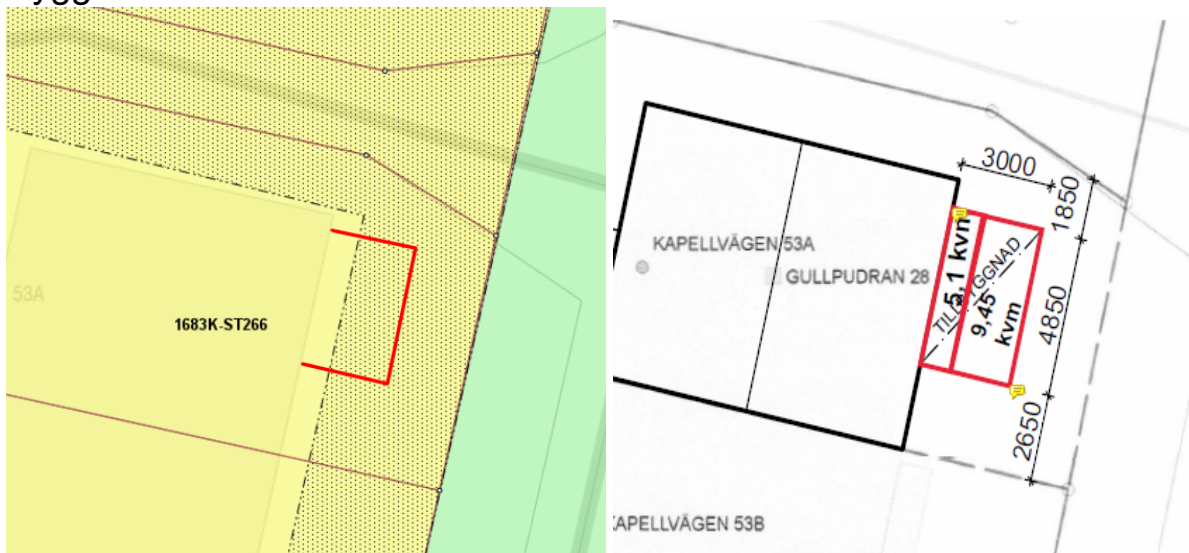 53A
1683K-ST266
3000
1850
KAPELLVÄGEN 53A
GULLPUDRAN 28
5,1 kvm
TILLBYGGNAD
9,45
kvm
4850
2650
KAPELLVÄGEN 53B